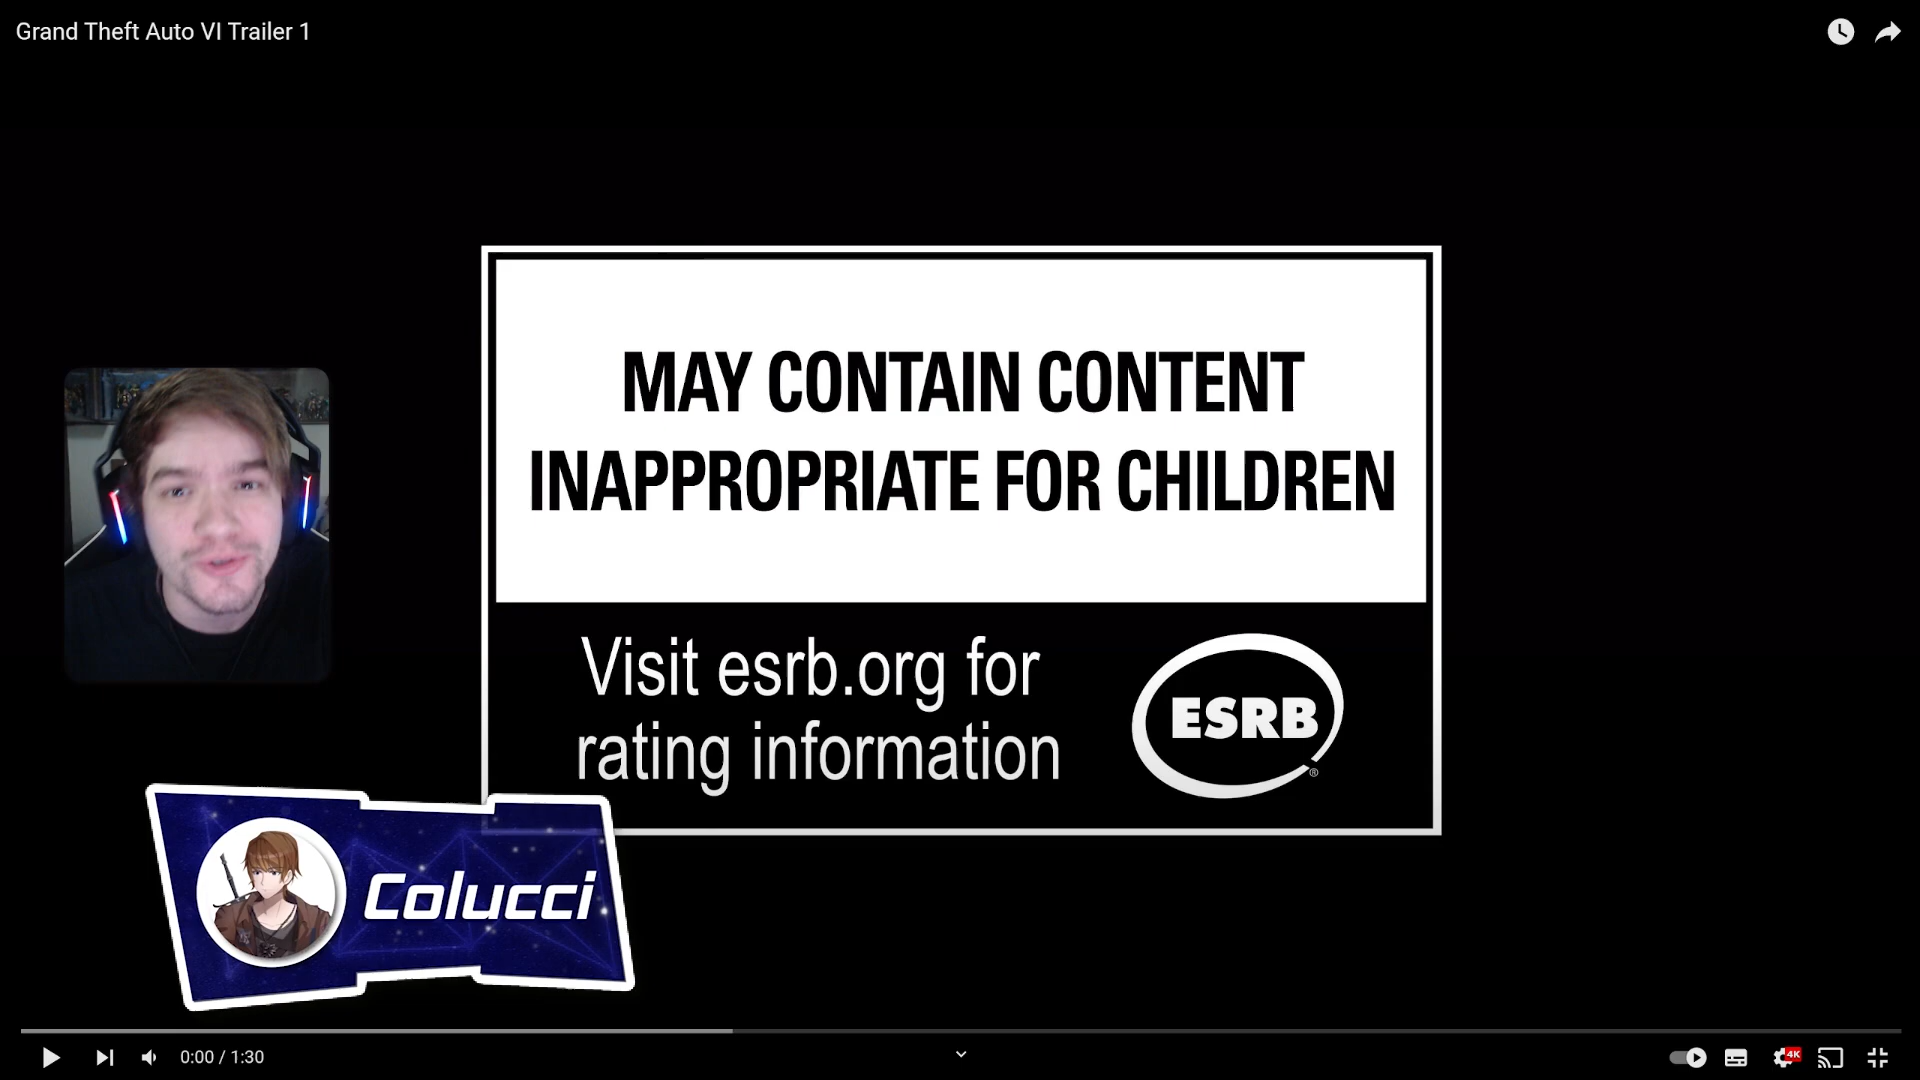 Grand Theft Auto VI Trailer 1
MAY CONTAIN CONTENT
INAPPROPRIATE FOR CHILDREN
Visit esrb.org for
rating information
ESRB
®
Colucci
0:00 / 1:30
4K